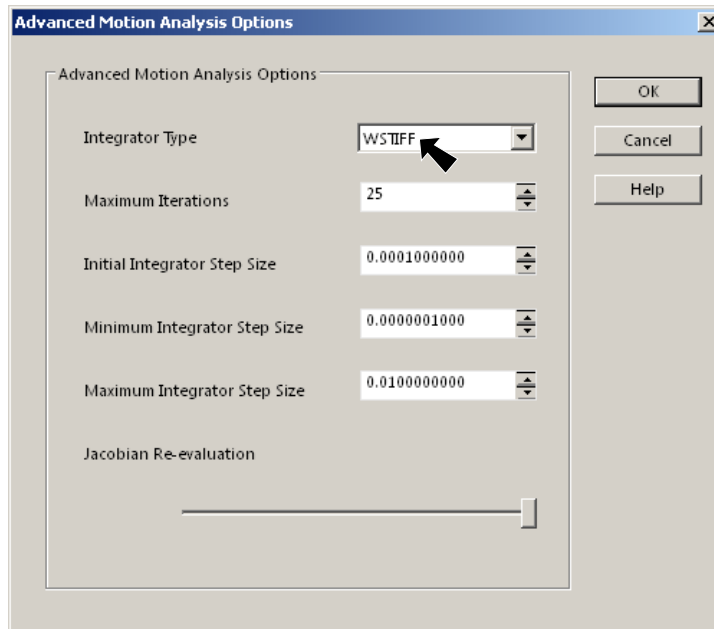 Advanced Motion Analysis Options
Advanced Motion Analysis Options
OK
Integrator Type
WSTIFF
Cancel
Maximum Iterations
25
Help
Initial Integrator Step Size
0.0001000000
Minimum Integrator Step Size
0.0000001000
Maximum Integrator Step Size
0.0100000000
Jacobian Re-evaluation